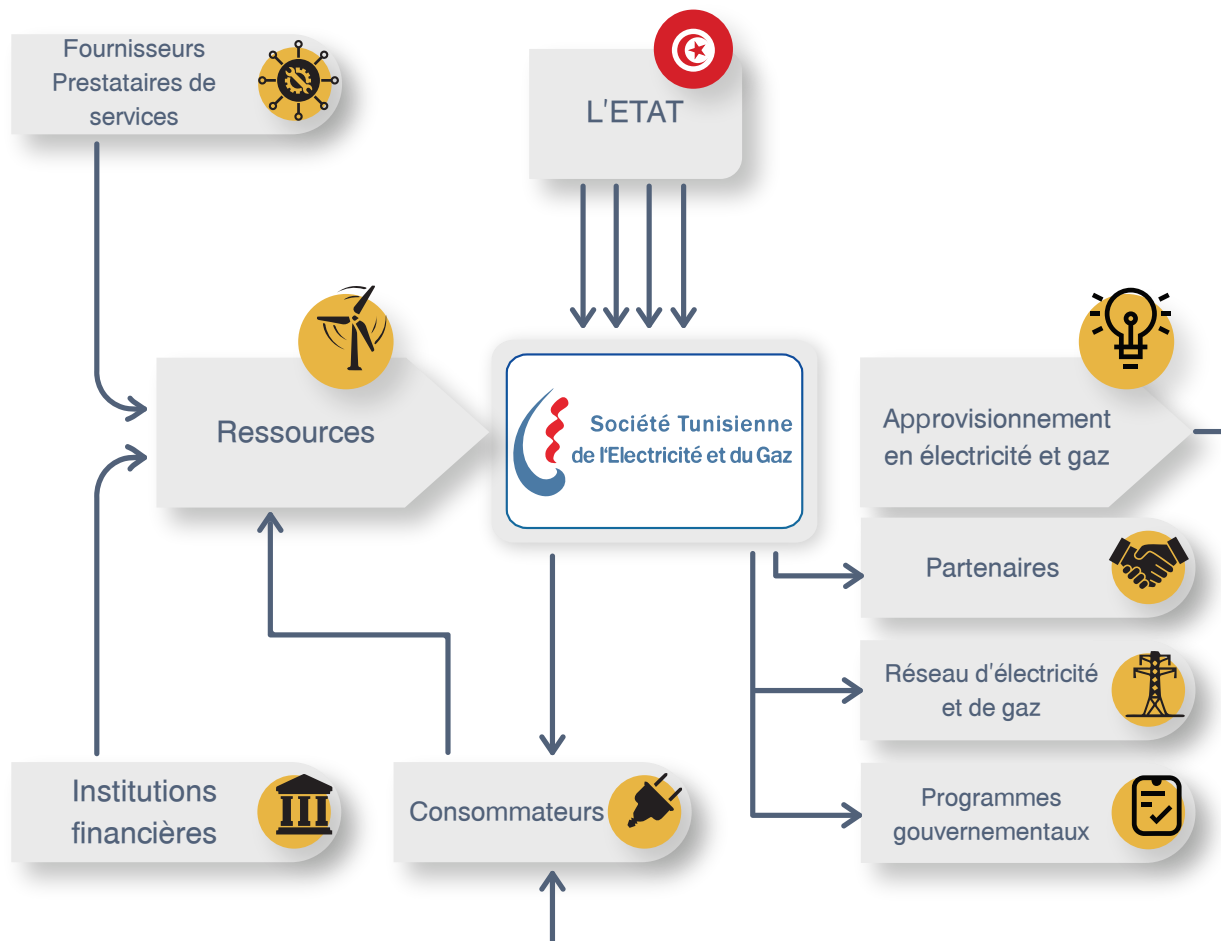 Fournisseurs
Prestataires de
services
L'ETAT
Ressources
Société Tunisienne
de l'Electricité et du Gaz
Approvisionnement
en électricité et gaz
Partenaires
Réseau d'électricité
et de gaz
Institutions
financières
Consommateurs
Programmes
gouvernementaux